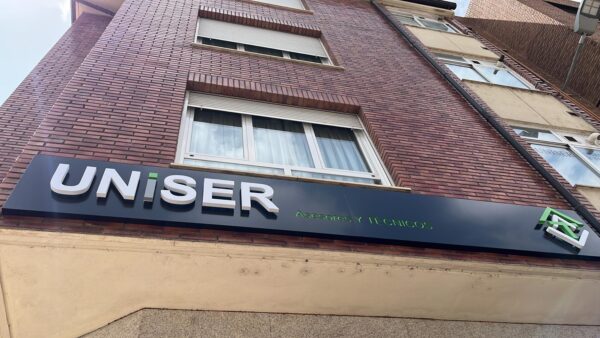 UNiSER
Asesores Y TECNICOS